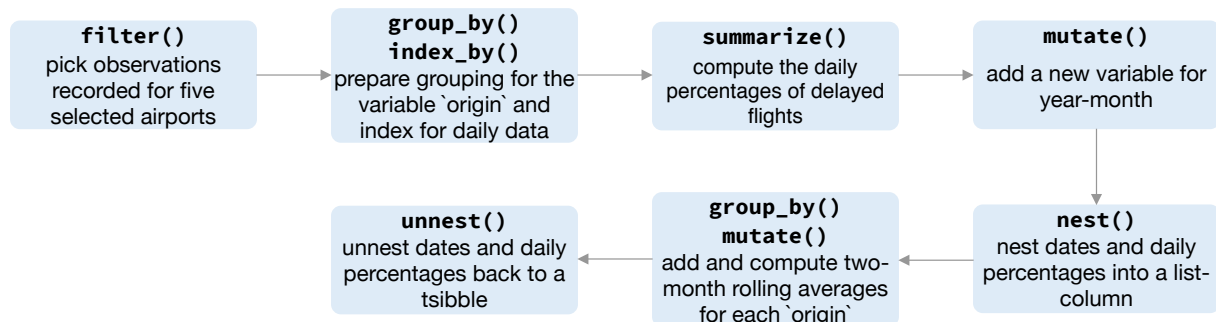 filter()
pick observations
recorded for five
selected airports
group_by()
index_by()
prepare grouping for the
variable `origin` and
index for daily data
summarize()
compute the daily
percentages of delayed
flights
mutate()
add a new variable for
year-month
nest()
nest dates and daily
percentages into a list-
column
group_by()
mutate()
add and compute two-
month rolling averages
for each `origin`
unnest()
unnest dates and daily
percentages back to a
tsibble